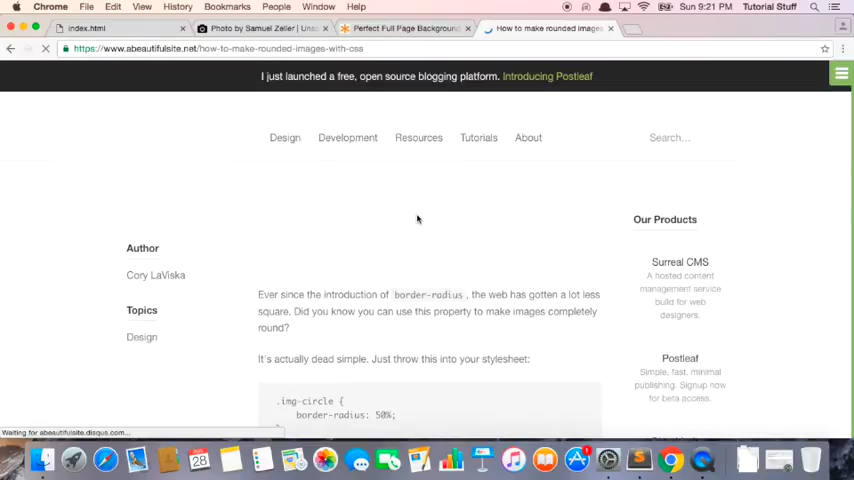 Chrome File Edit View History Bookmarks People Window Help Sun 9:21 PM Tutorial Stuff
index.html Photo by Samuel Zeller | Uns Perfect Full Page Background How to make rounded images
https://www.abeautifulsite.net/how-to-make-rounded-images-with-css
I just launched a free, open source blogging platform. Introducing Postleaf
Design Development Resources Tutorials About Search...
Our Products
Author
Cory LaViska
Topics
Design
Ever since the introduction of border-radius, the web has gotten a lot less
square. Did you know you can use this property to make images completely
round?
It's actually dead simple. Just throw this into your stylesheet:
.img-circle {
border-radius: 50%;
Surreal CMS
A hosted content
management service
build for web
designers.
Postleaf
Simple, fast, minimal
publishing. Signup now
for beta access.
Waiting for abeautifulsite.disqus.com...
28